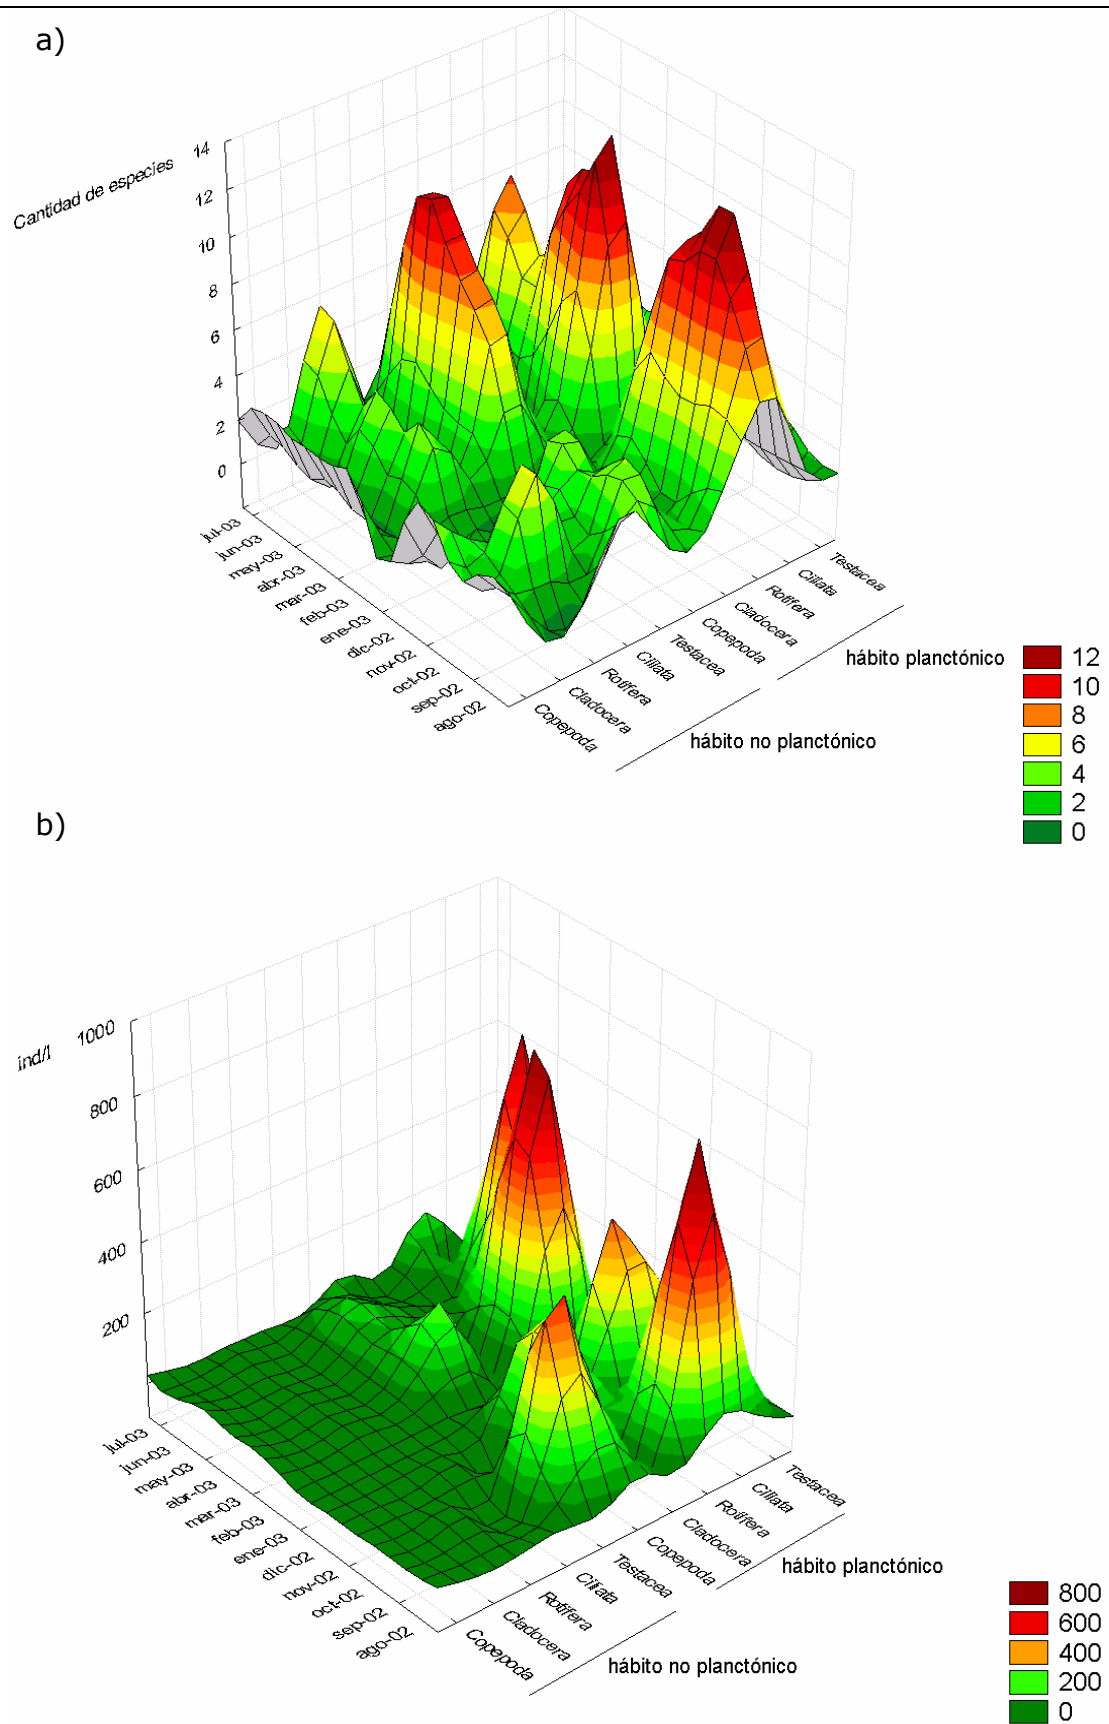 a)
Cantidad de especies
14
12
10
8
6
4
2
0
jul-03
jun-03
may-03
abr-03
mar-03
feb-03
ene-03
dic-02
nov-02
oct-02
sep-02
ago-02
Copepoda
Cladocera
Rotífera
Ciliata
Testacea
Copepoda
Cladocera
Rotífera
Ciliata
Testacea
hábito planctónico
hábito no planctónico
12
10
8
6
4
2
0
b)
ind/l
1000
800
600
400
200
jul-03
jun-03
may-03
abr-03
mar-03
feb-03
ene-03
dic-02
nov-02
oct-02
sep-02
ago-02
Copepoda
Cladocera
Rotífera
Ciliata
Testacea
Copepoda
Cladocera
Rotífera
Ciliata
Testacea
hábito planctónico
hábito no planctónico
800
600
400
200
0